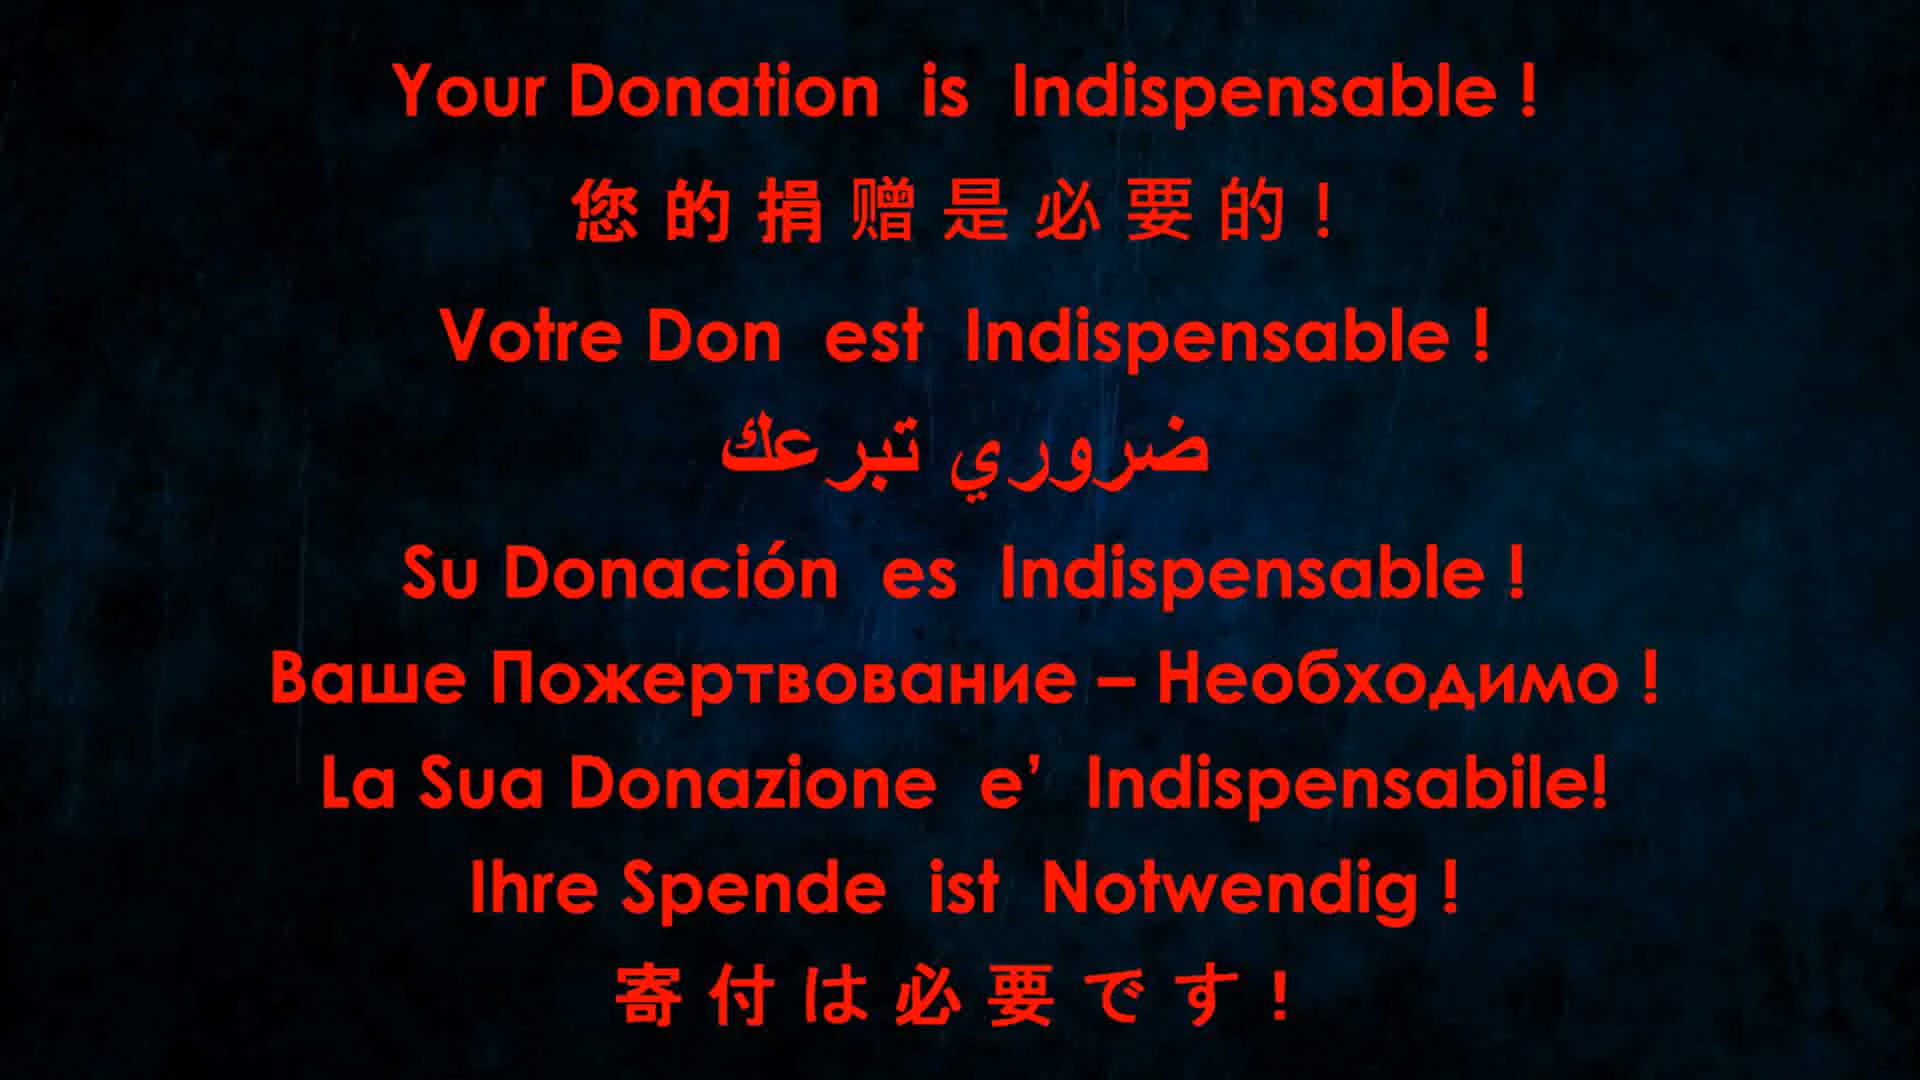 Your Donation is Indispensable !
您的捐赠是必要的!
Votre Don est Indispensable !
ضروري تبرعك
Su Donación es Indispensable !
Ваше Пожертвование – Необходимо !
La Sua Donazione e’ Indispensabile!
Ihre Spende ist Notwendig !
寄付は必要です!